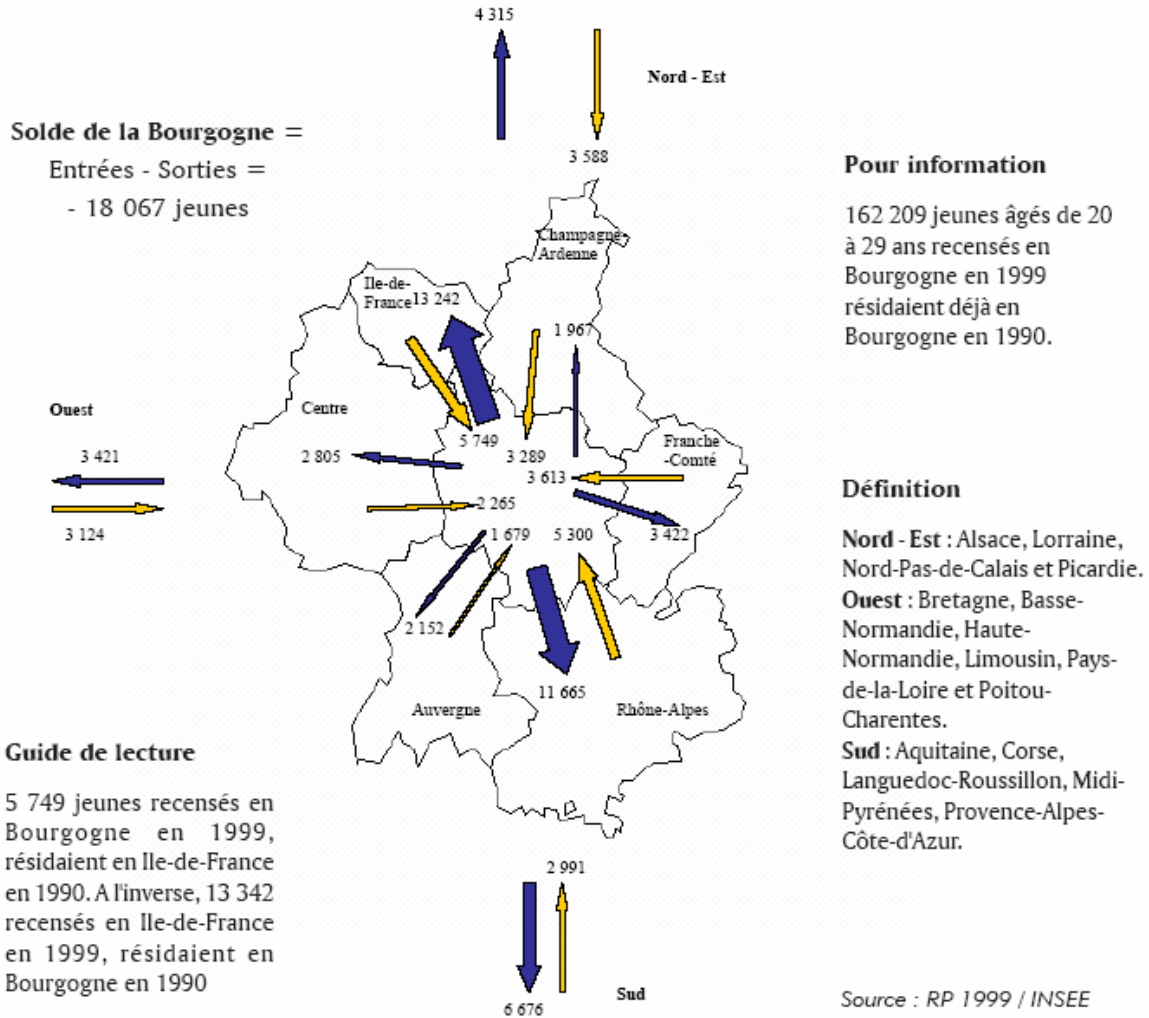 4 315
Nord - Est
3 588
Solde de la Bourgogne =
Entrées - Sorties =
- 18 067 jeunes
Champagne-
Ardenne
Ile-de-
France
13 242
1 967
Ouest
3 421
3 124
Centre
2 805
5 749
3 289
3 613
Franche
-Comté
2 265
1 679
5 300
3 422
2 152
11 665
Auvergne
Rhône-Alpes
2 991
6 676
Sud
Pour information
162 209 jeunes âgés de 20
à 29 ans recensés en
Bourgogne en 1999
résidaient déjà en
Bourgogne en 1990.
Définition
Nord - Est : Alsace, Lorraine,
Nord-Pas-de-Calais et Picardie.
Ouest : Bretagne, Basse-
Normandie, Haute-
Normandie, Limousin, Pays-
de-la-Loire et Poitou-
Charentes.
Sud : Aquitaine, Corse,
Languedoc-Roussillon, Midi-
Pyrénées, Provence-Alpes-
Côte-d'Azur.
Guide de lecture
5 749 jeunes recensés en
Bourgogne en 1999,
résidaient en Ile-de-France
en 1990. A l'inverse, 13 342
recensés en Ile-de-France
en 1999, résidaient en
Bourgogne en 1990
Source : RP 1999 / INSEE